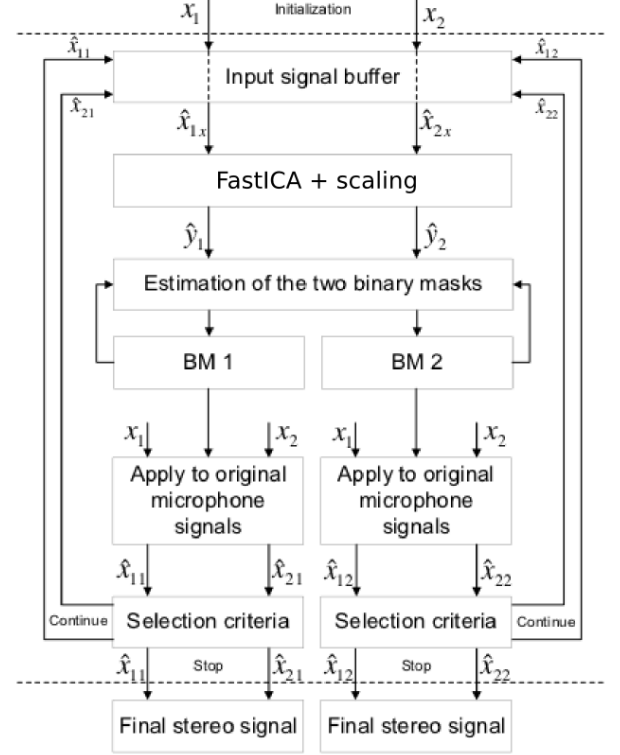 x₁ Initialization x₂
x̂₁₁ x̂₁₂
Input signal buffer
x̂₂₁ x̂₂₂
x̂₁ₓ x̂₂ₓ
FastICA + scaling
ŷ₁ ŷ₂
Estimation of the two binary masks
BM 1 BM 2
x₁ x₂ x₁ x₂
Apply to original Apply to original
microphone microphone
signals signals
x̂₁₁ x̂₂₁ x̂₁₂ x̂₂₂
Continue Selection criteria Selection criteria Continue
x̂₁₁ Stop x̂₂₁ x̂₁₂ Stop x̂₂₂
Final stereo signal Final stereo signal